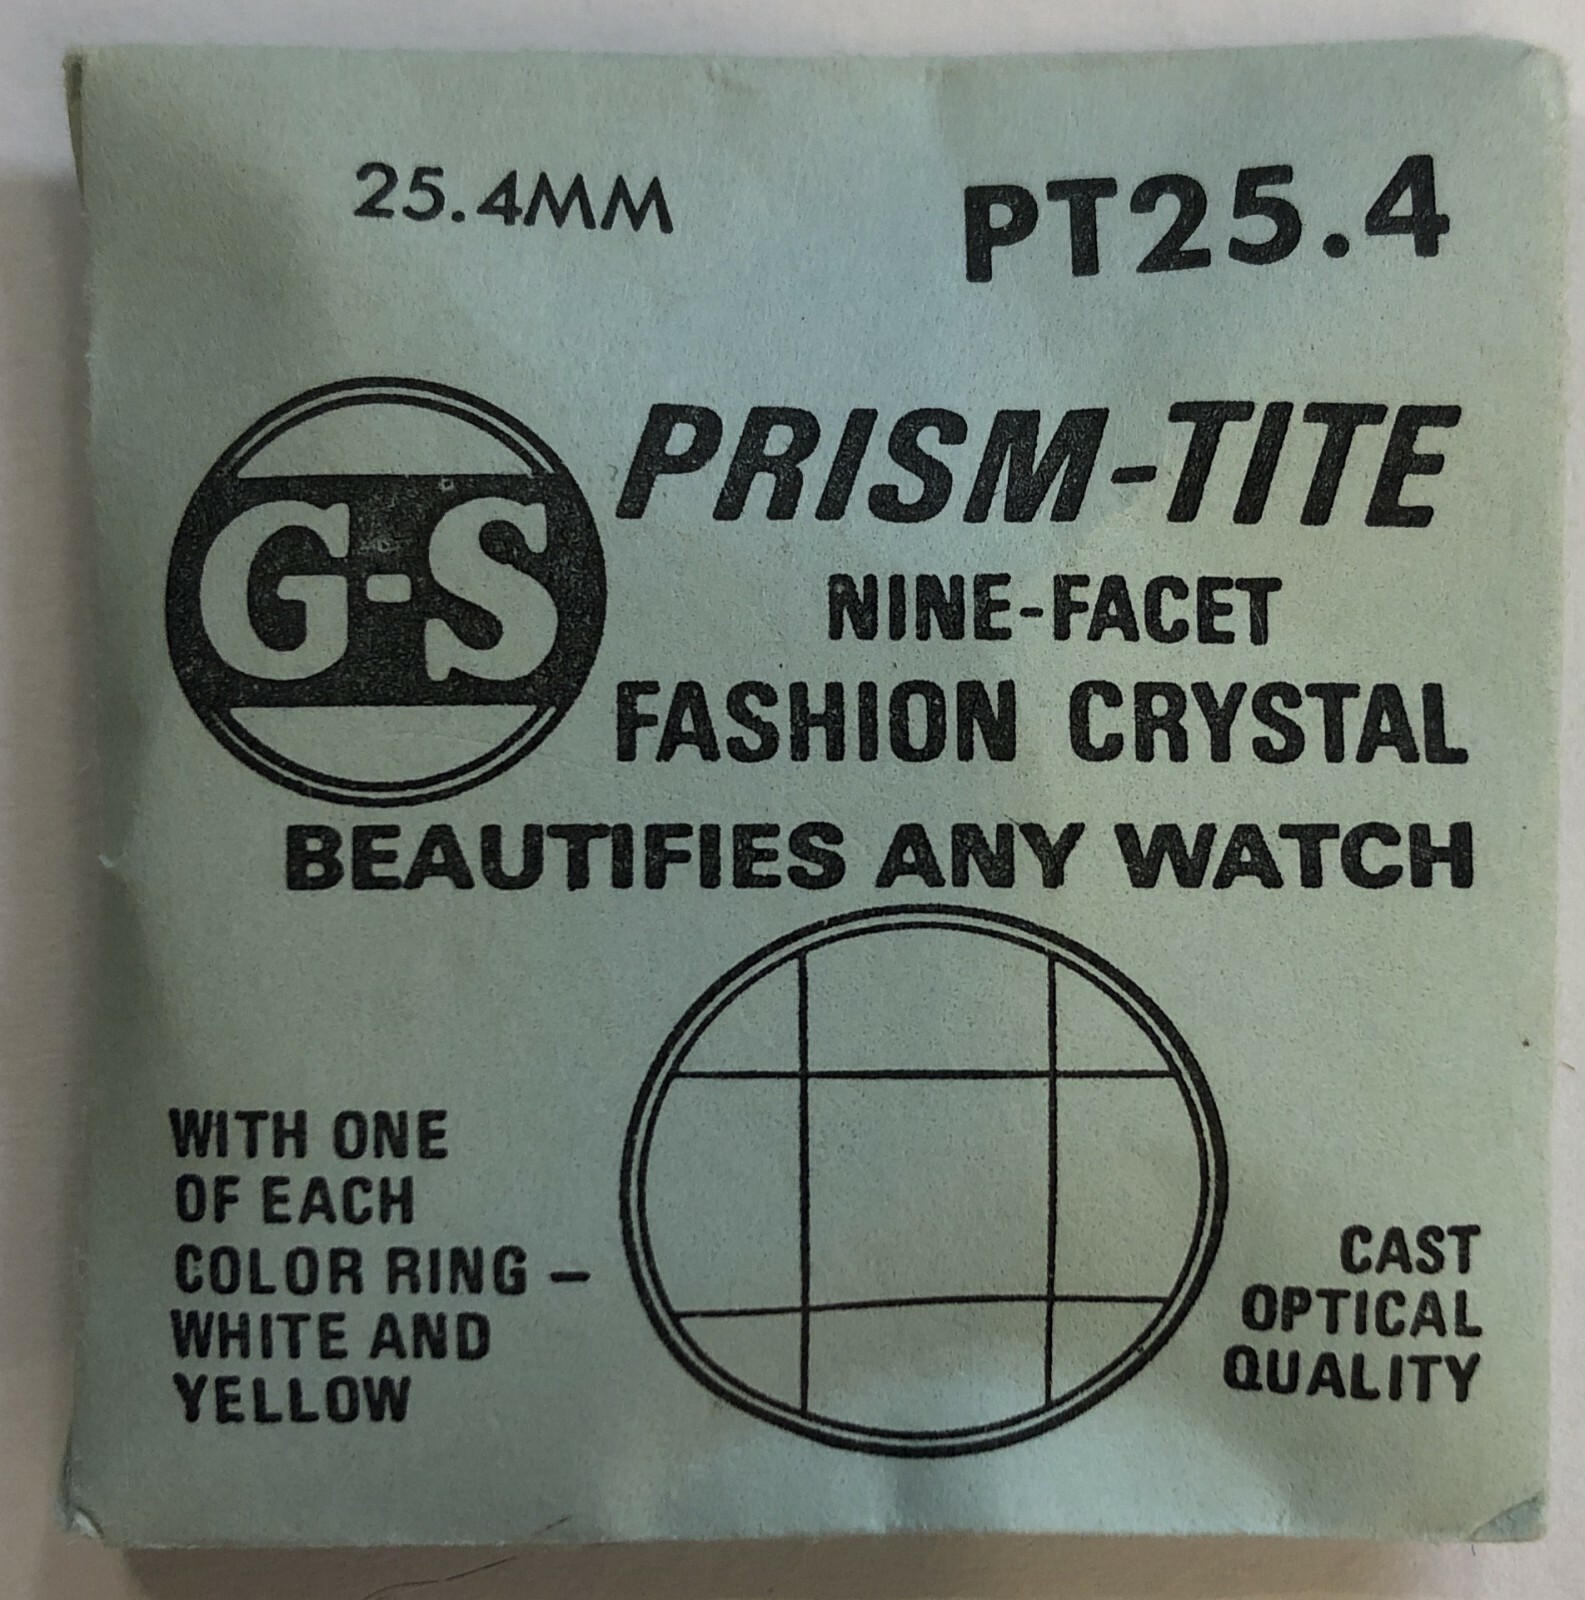 25.4MM
PT25.4
G-S
PRISM-TITE
NINE-FACET
FASHION CRYSTAL
BEAUTIFIES ANY WATCH
WITH ONE
OF EACH
COLOR RING –
WHITE AND
YELLOW
CAST
OPTICAL
QUALITY